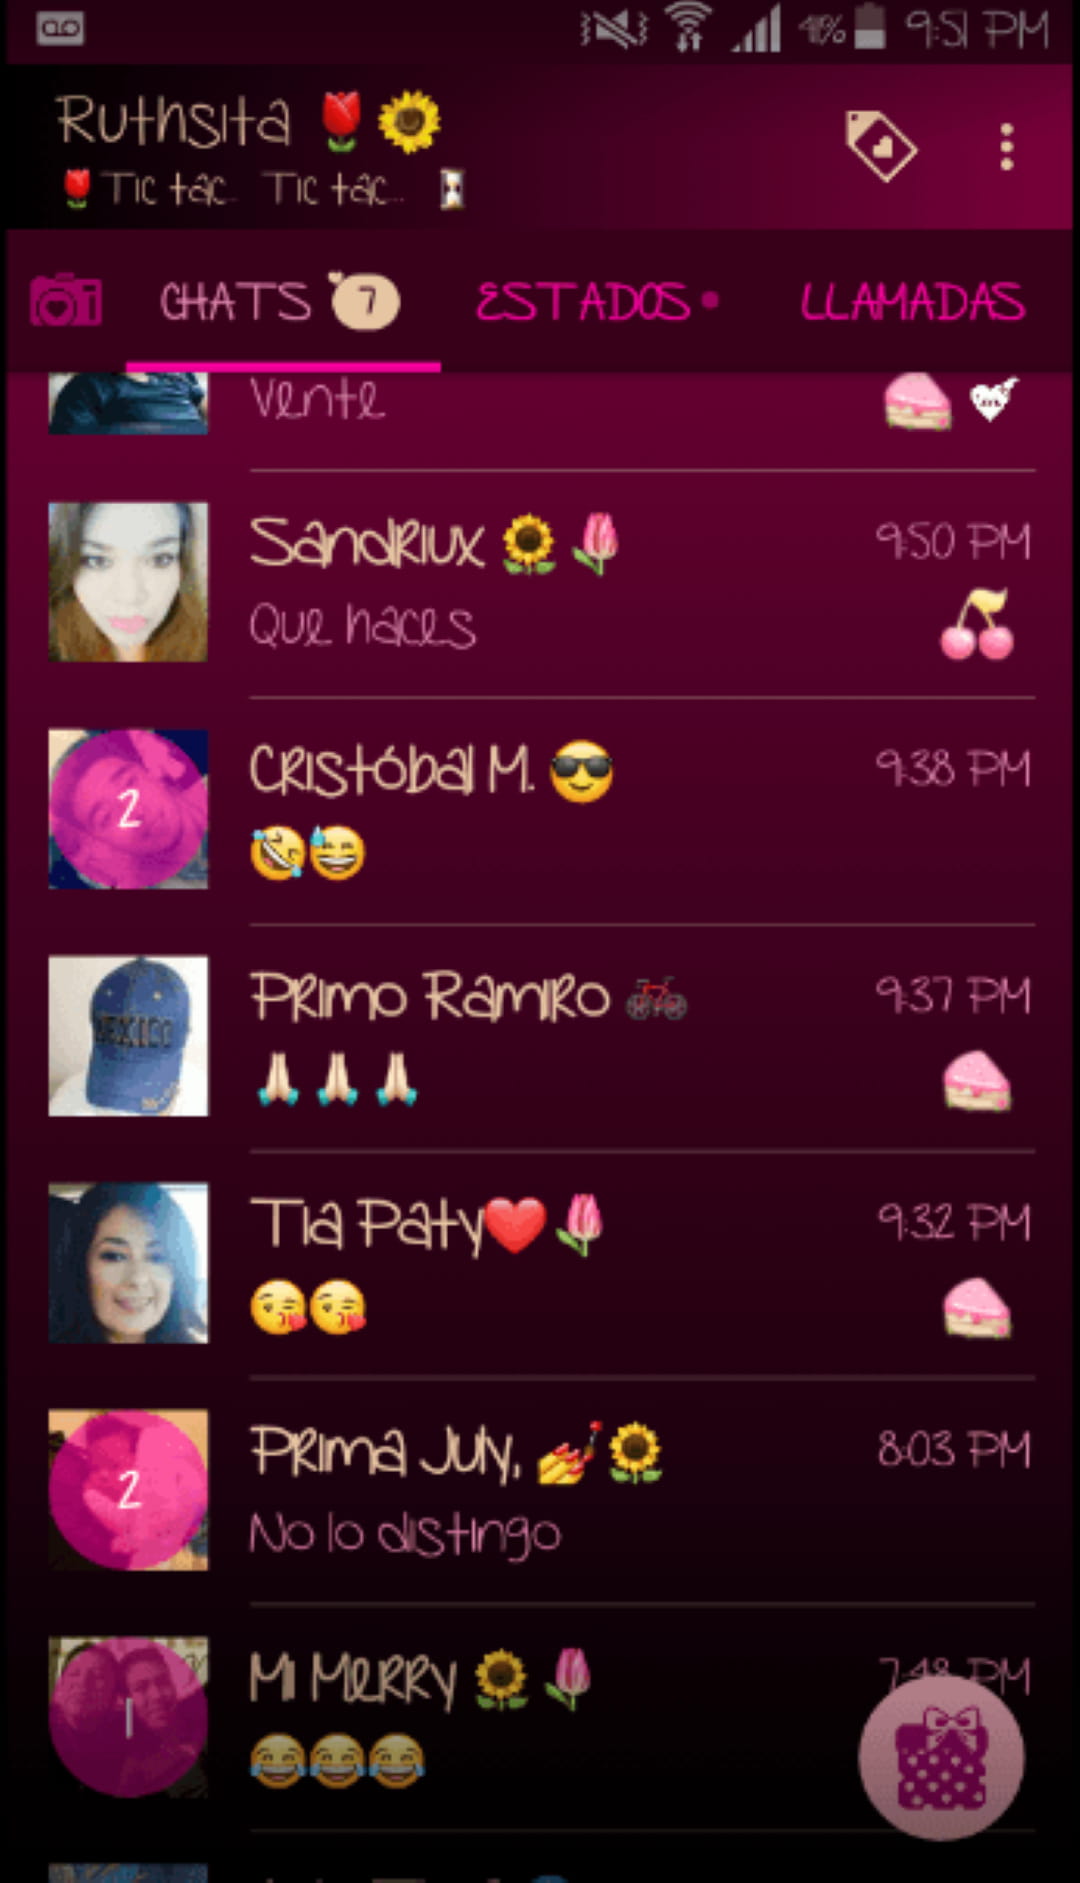 41% 9:51 PM
Ruthsita 🌷🌻
🌷Tic tac.. Tic tac... ⏳
CHATS 7 ESTADOS • LLAMADAS
Vente
Sandriux 🌻🌷 9:50 PM
Que haces
2
Cristóbal M. 😎 9:38 PM
🤣😅
MEXICO
Primo Ramiro 🚲 9:37 PM
🙏🏻🙏🏻🙏🏻
Tia Paty❤️🌷 9:32 PM
😘😘
2
Prima July, 💅🌻 8:03 PM
No lo distingo
1
Mi Merry 🌻🌷 7:48 PM
😂😂😂